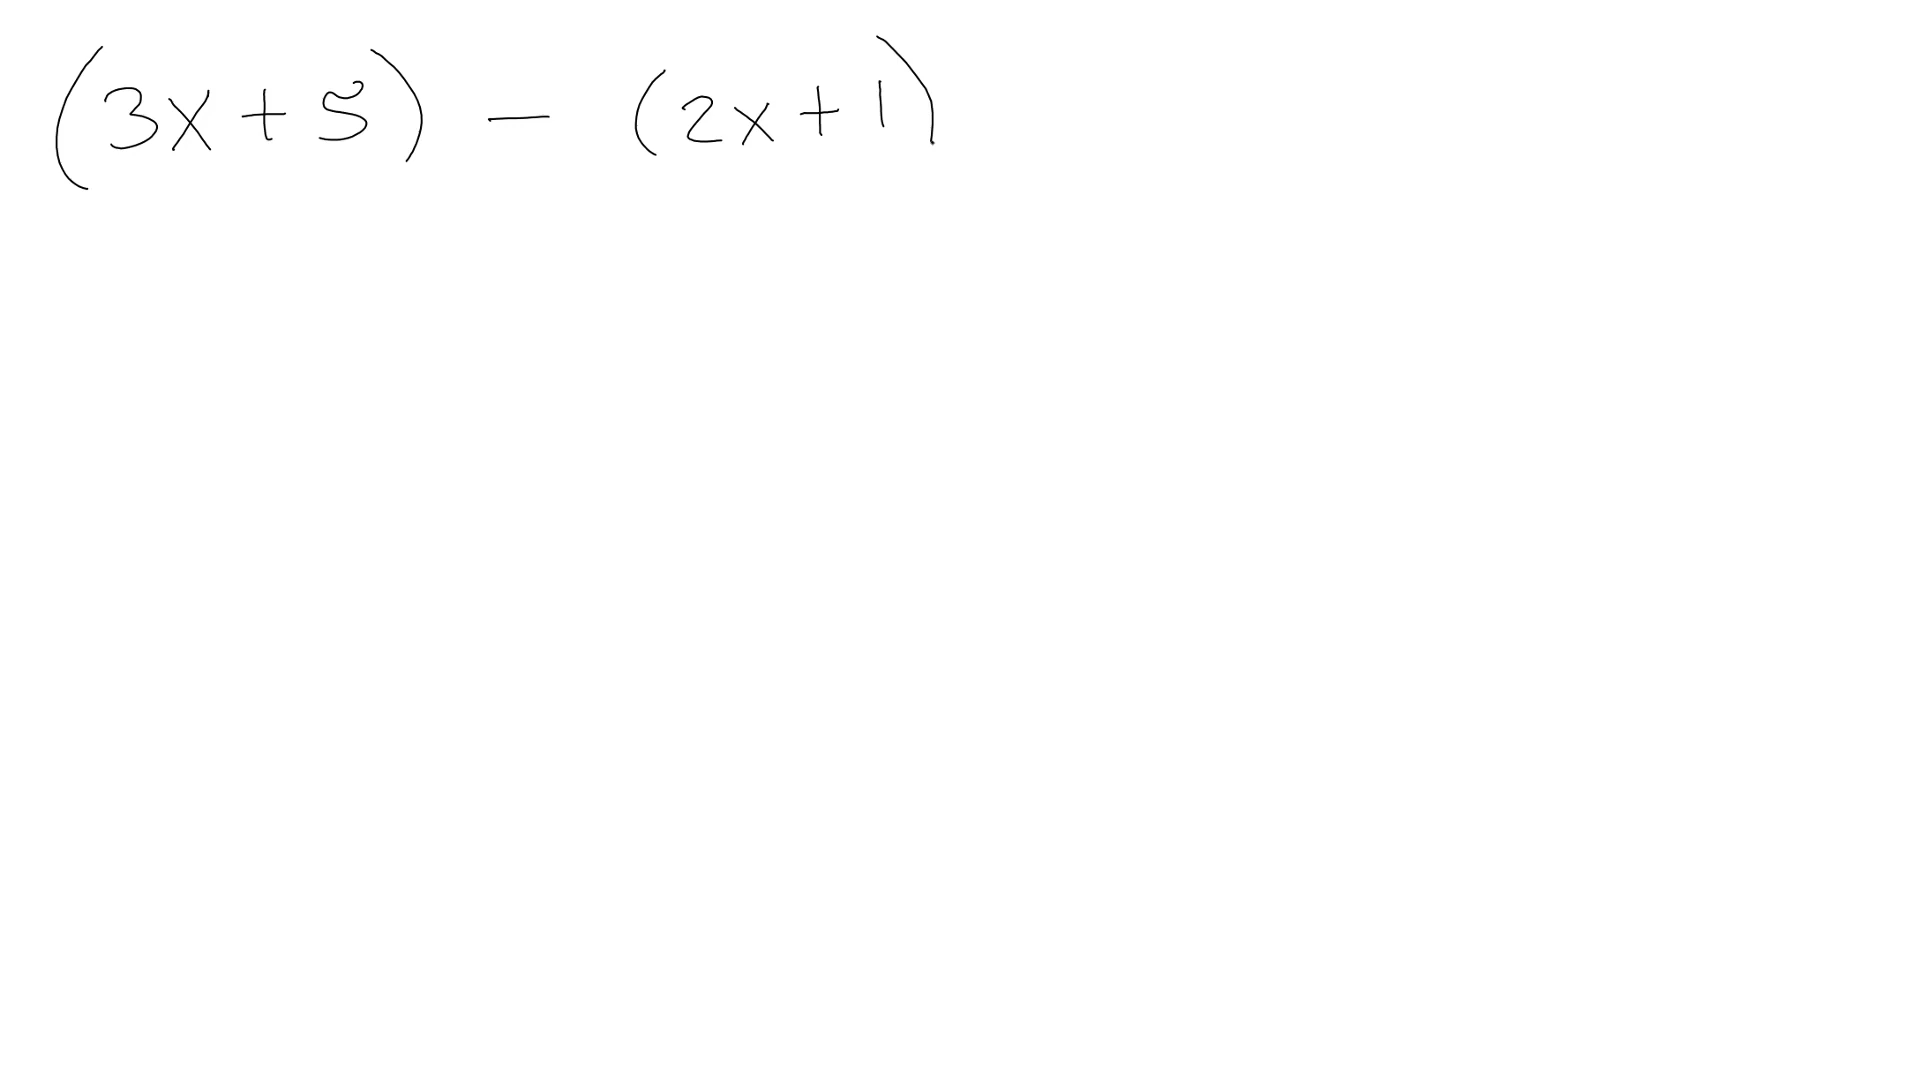 (3x + 5) - (2x + 1)